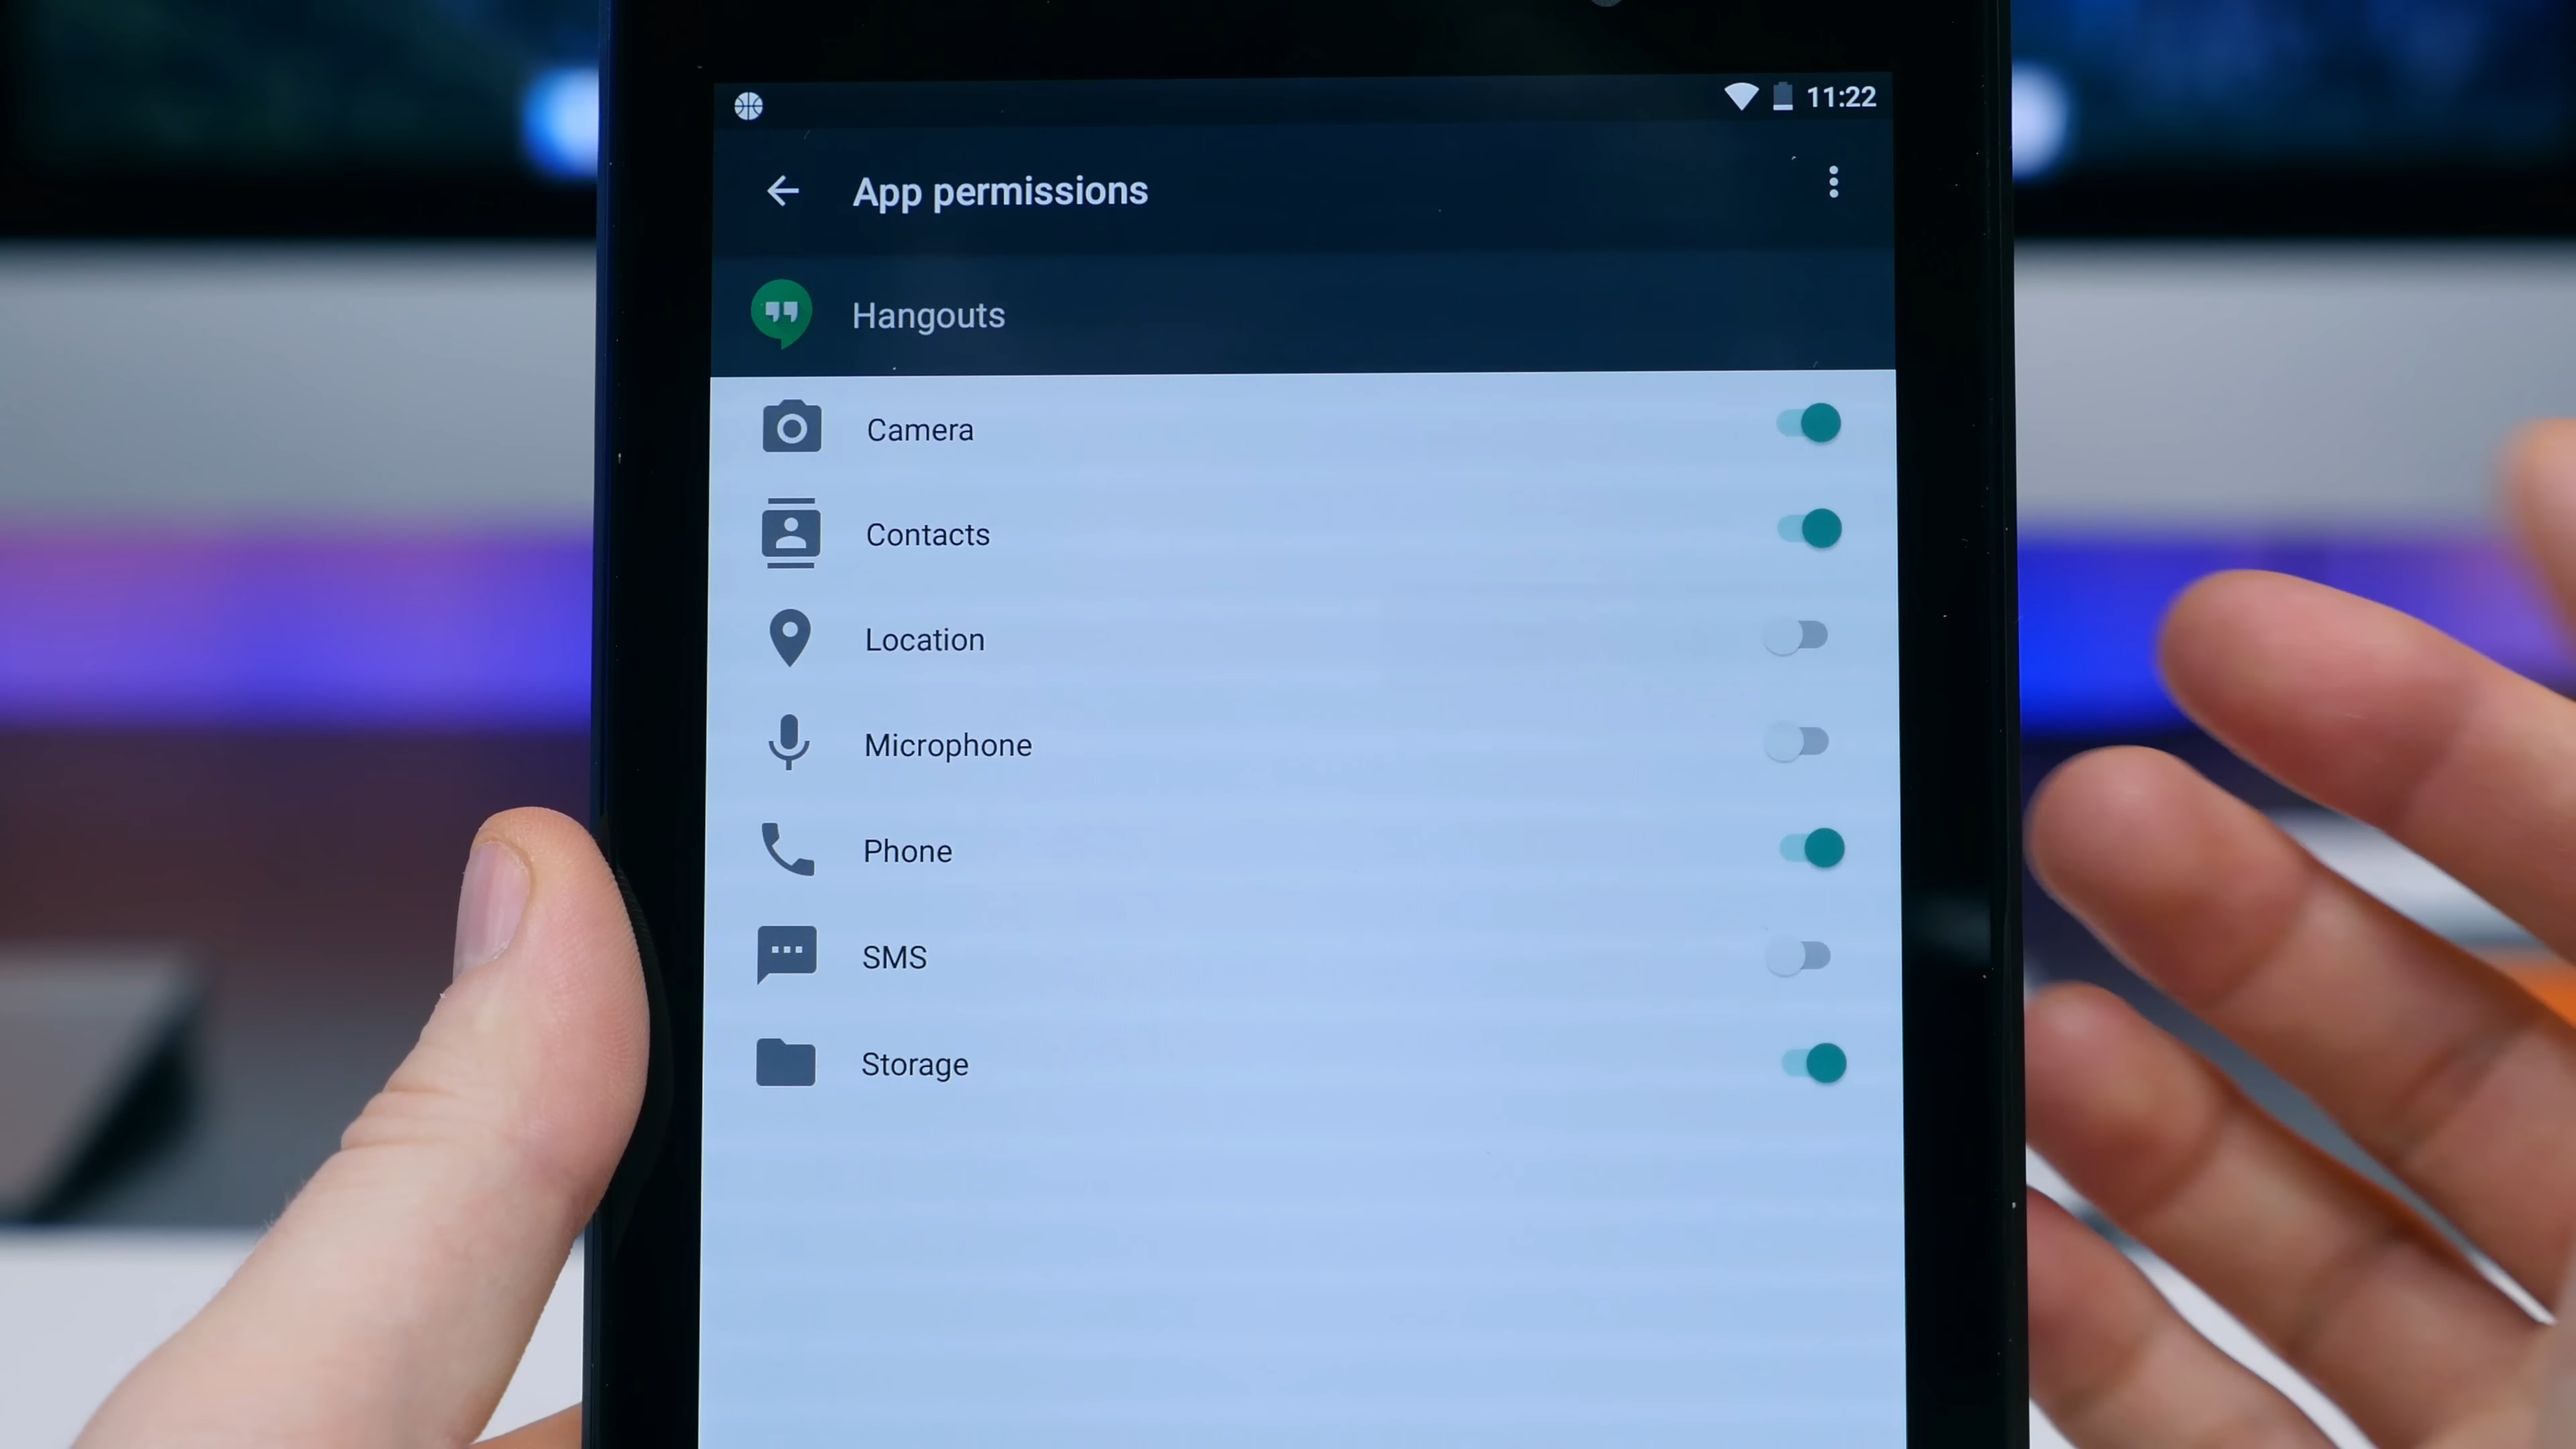 11:22
App permissions
Hangouts
Camera
Contacts
Location
Microphone
Phone
SMS
Storage